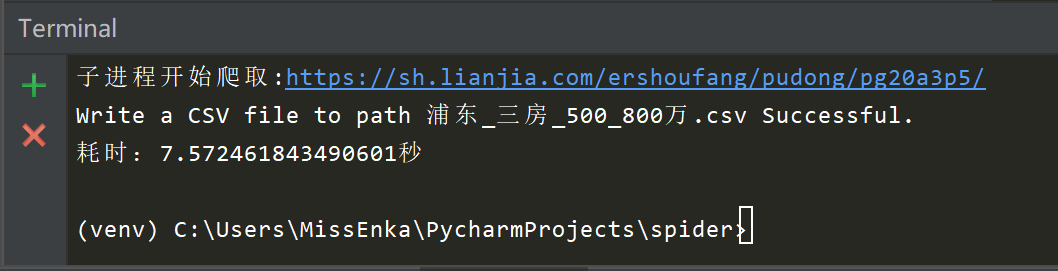 Terminal
子进程开始爬取:https://sh.lianjia.com/ershoufang/pudong/pg20a3p5/
Write a CSV file to path 浦东_三房_500_800万.csv Successful.
耗时：7.572461843490601秒
(venv) C:\Users\MissEnka\PycharmProjects\spider>